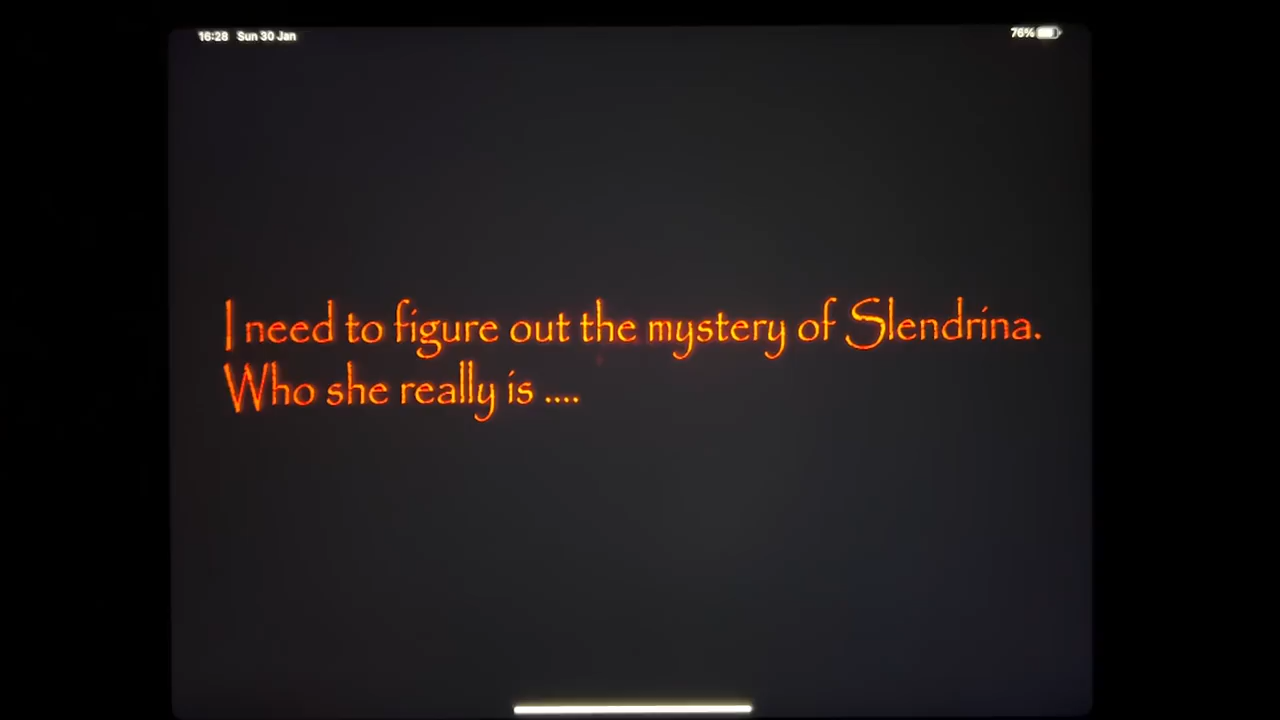 16:28 Sun 30 Jan
76%
I need to figure out the mystery of Slendrina.
Who she really is ....